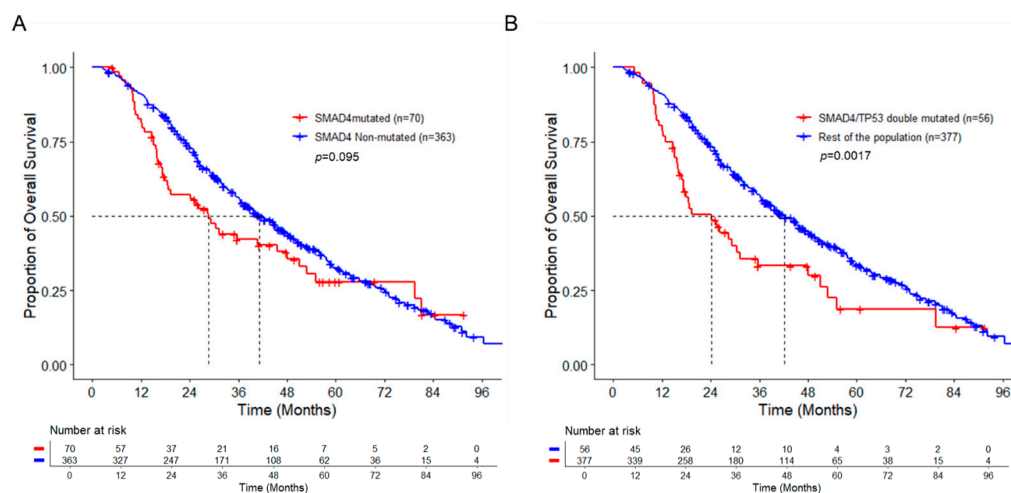 A
Proportion of Overall Survival
1.00
0.75
0.50
0.25
0.00
SMAD4mutated (n=70)
SMAD4 Non-mutated (n=363)
p=0.095
0 12 24 36 48 60 72 84 96
Time (Months)
Number at risk
70 57 37 21 16 7 5 2 0
363 327 247 171 108 62 36 15 4
0 12 24 36 48 60 72 84 96
Time (Months)
B
Proportion of Overall Survival
1.00
0.75
0.50
0.25
0.00
SMAD4/TP53 double mutated (n=56)
Rest of the population (n=377)
p=0.0017
0 12 24 36 48 60 72 84 96
Time (Months)
Number at risk
56 45 26 12 10 4 3 2 0
377 339 258 180 114 65 38 15 4
0 12 24 36 48 60 72 84 96
Time (Months)